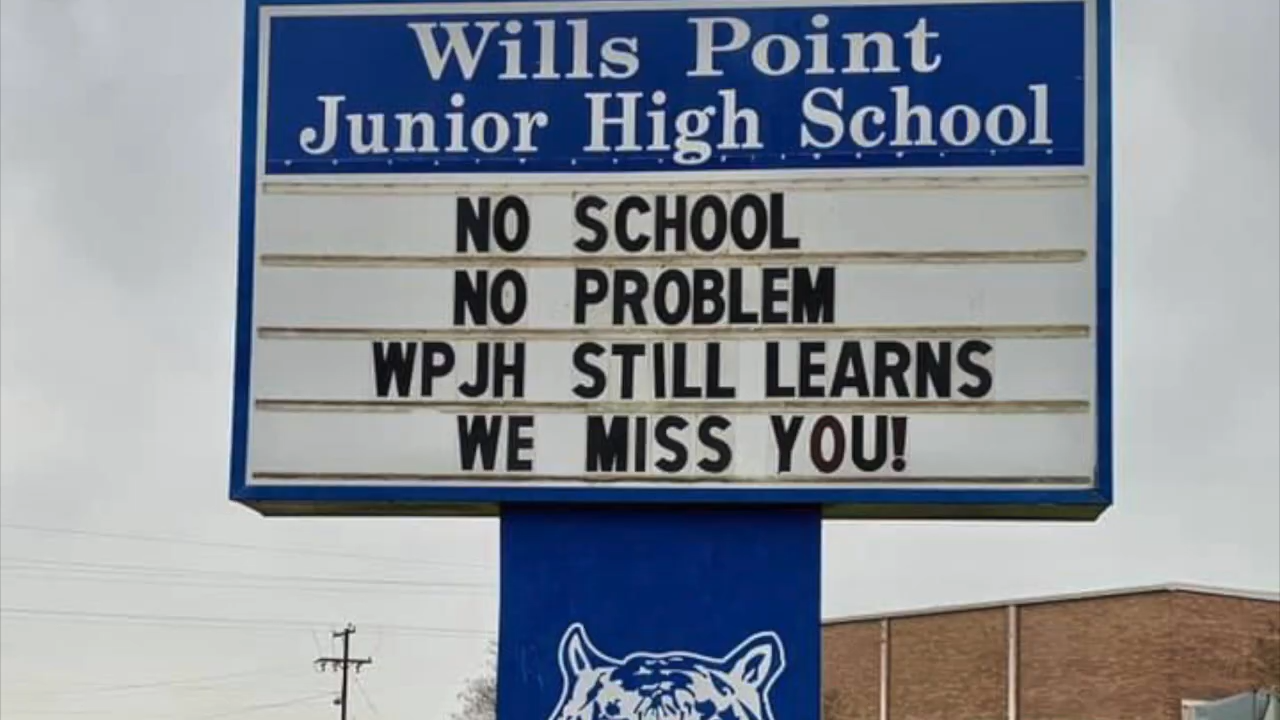 Wills Point
Junior High School
NO SCHOOL
NO PROBLEM
WPJH STILL LEARNS
WE MISS YOU!